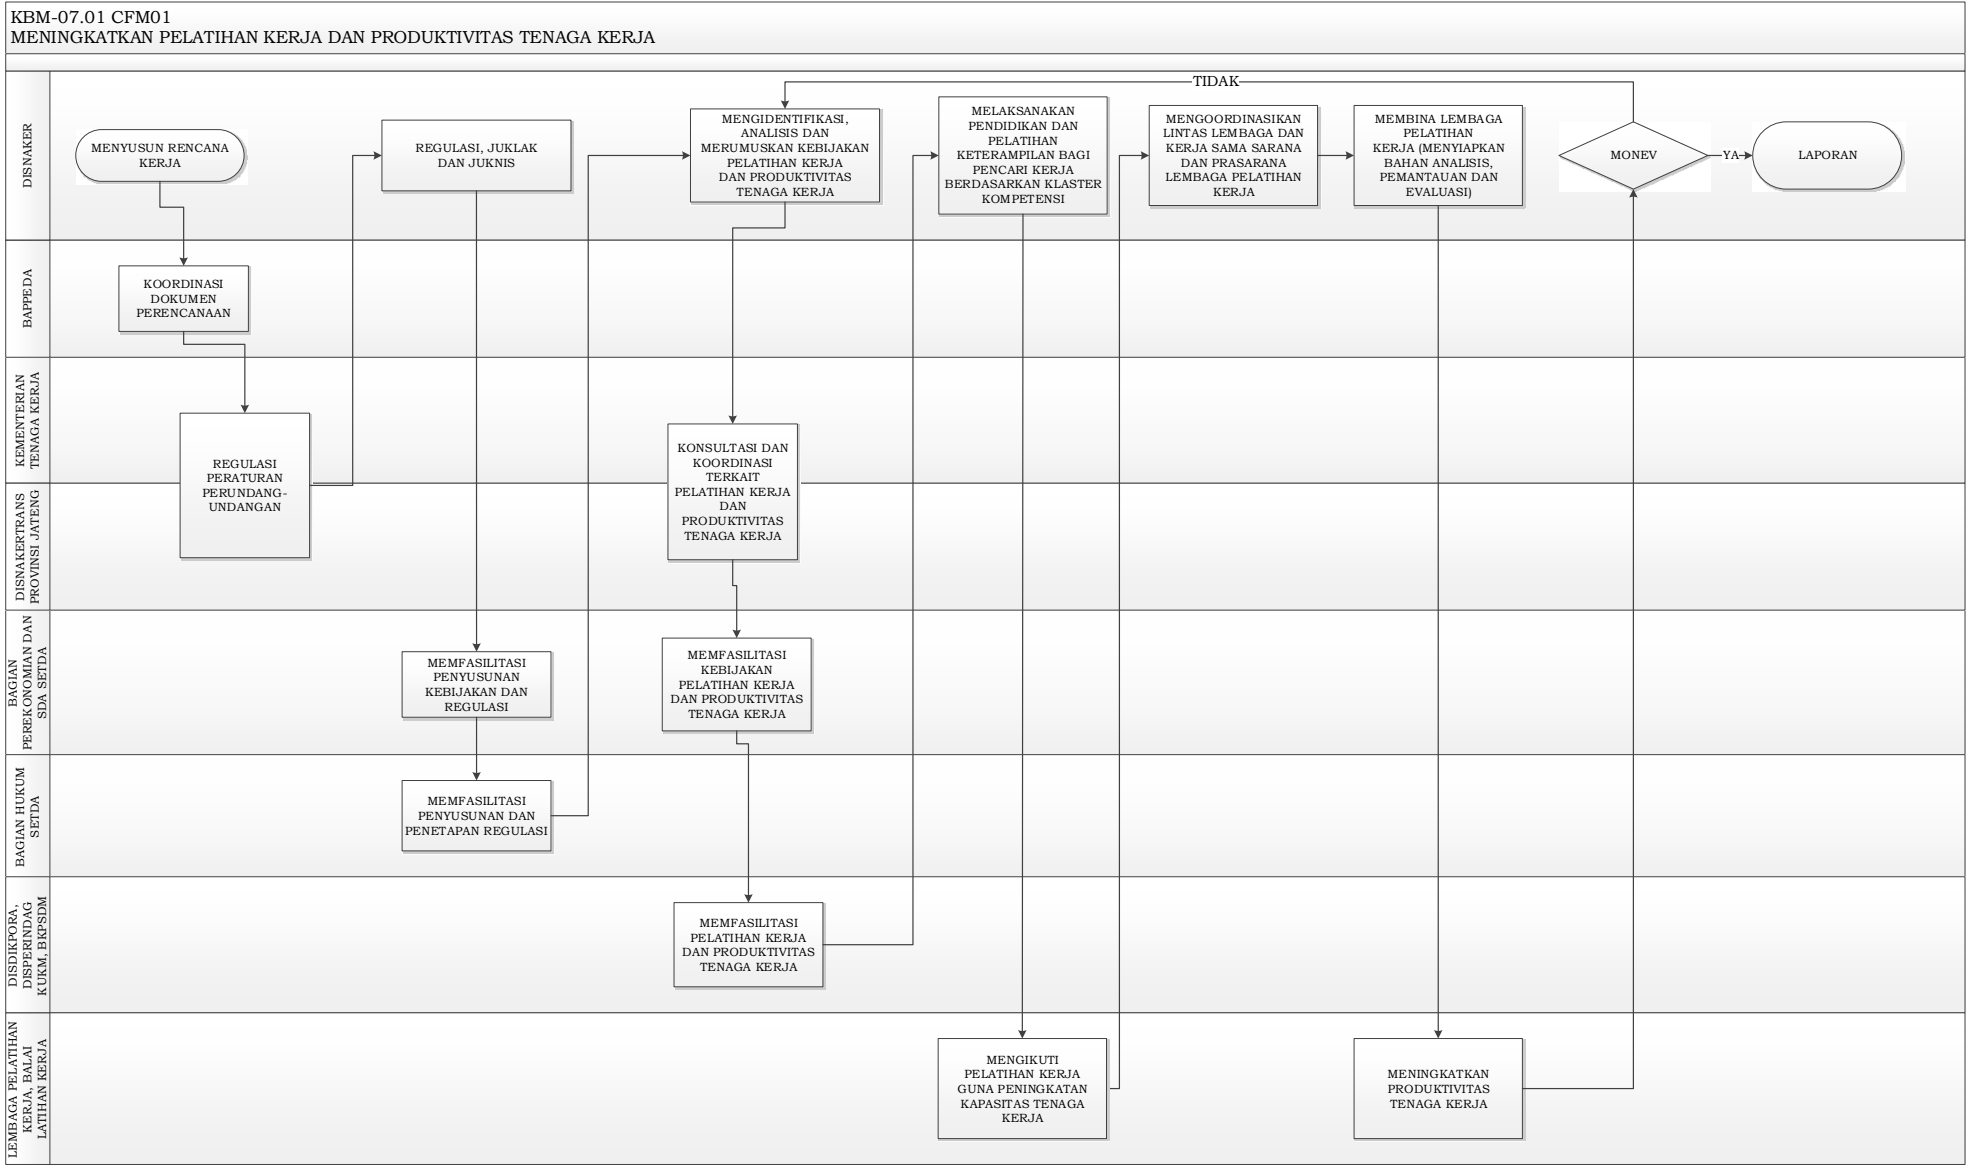 KBM-07.01 CFM01
MENINGKATKAN PELATIHAN KERJA DAN PRODUKTIVITAS TENAGA KERJA
DISNAKER
MENYUSUN RENCANA
KERJA
REGULASI, JUKLAK
DAN JUKNIS
MENGIDENTIFIKASI,
ANALISIS DAN
MERUMUSKAN KEBIJAKAN
PELATIHAN KERJA
DAN PRODUKTIVITAS
TENAGA KERJA
MELAKSANAKAN
PENDIDIKAN DAN
PELATIHAN
KETERAMPILAN BAGI
PENCARI KERJA
BERDASARKAN KLASTER
KOMPETENSI
MENGOORDINASIKAN
LINTAS LEMBAGA DAN
KERJA SAMA SARANA
DAN PRASARANA
LEMBAGA PELATIHAN
KERJA
MEMBINA LEMBAGA
PELATIHAN
KERJA (MENYIAPKAN
BAHAN ANALISIS,
PEMANTAUAN DAN
EVALUASI)
TIDAK
MONEV
YA
LAPORAN
BAPPEDA
KOORDINASI
DOKUMEN
PERENCANAAN
KEMENTERIAN
TENAGA KERJA
REGULASI
PERATURAN
PERUNDANG-
UNDANGAN
KONSULTASI DAN
KOORDINASI
TERKAIT
PELATIHAN KERJA
DAN
PRODUKTIVITAS
TENAGA KERJA
DISNAKERTRANS
PROVINSI JATENG
BAGIAN
PEREKONOMIAN DAN
SDA SETDA
MEMFASILITASI
PENYUSUNAN
KEBIJAKAN DAN
REGULASI
MEMFASILITASI
KEBIJAKAN
PELATIHAN KERJA
DAN PRODUKTIVITAS
TENAGA KERJA
BAGIAN HUKUM
SETDA
MEMFASILITASI
PENYUSUNAN DAN
PENETAPAN REGULASI
DISDIKPORA,
DISPERINDAG
KUKM, BKPSDM
MEMFASILITASI
PELATIHAN KERJA
DAN PRODUKTIVITAS
TENAGA KERJA
LEMBAGA PELATIHAN
KERJA, BALAI
LATIHAN KERJA
MENGIKUTI
PELATIHAN KERJA
GUNA PENINGKATAN
KAPASITAS TENAGA
KERJA
MENINGKATKAN
PRODUKTIVITAS
TENAGA KERJA